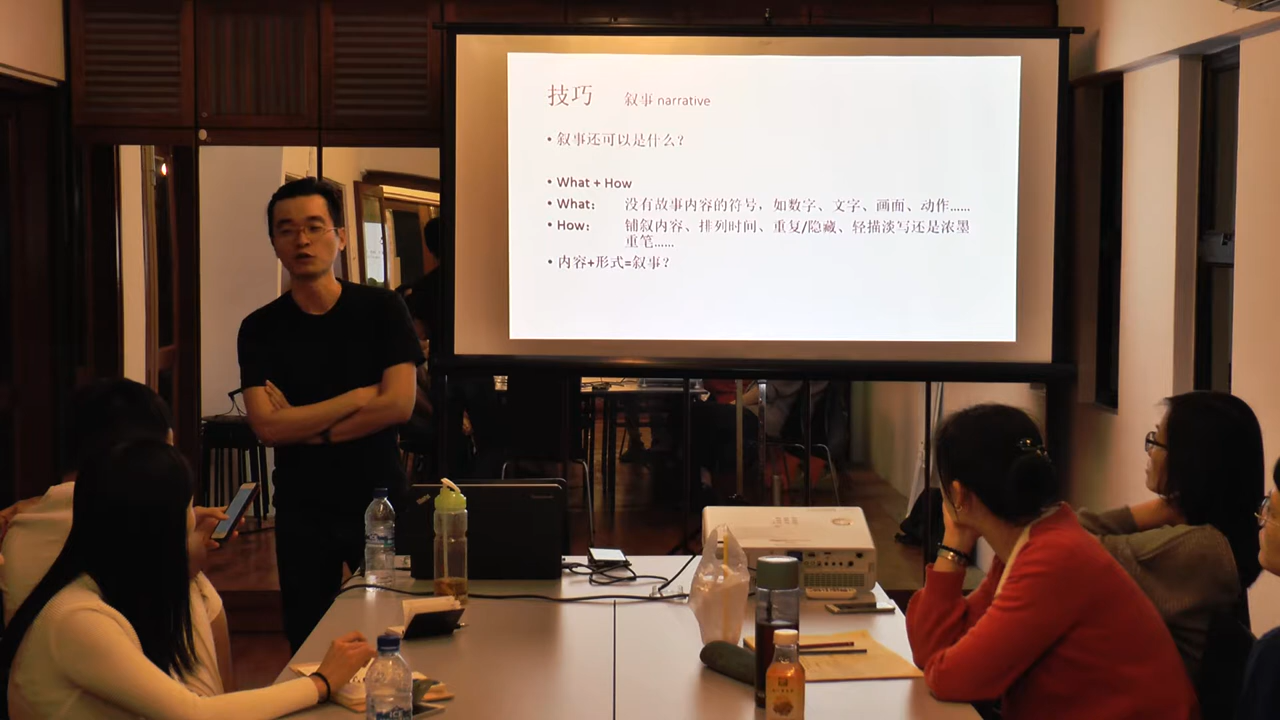 技巧 叙事 narrative
• 叙事还可以是什么？
• What + How
• What： 没有故事内容的符号，如数字、文字、画面、动作……
• How： 铺叙内容、排列时间、重复/隐藏、轻描淡写还是浓墨
重笔……
• 内容+形式=叙事？